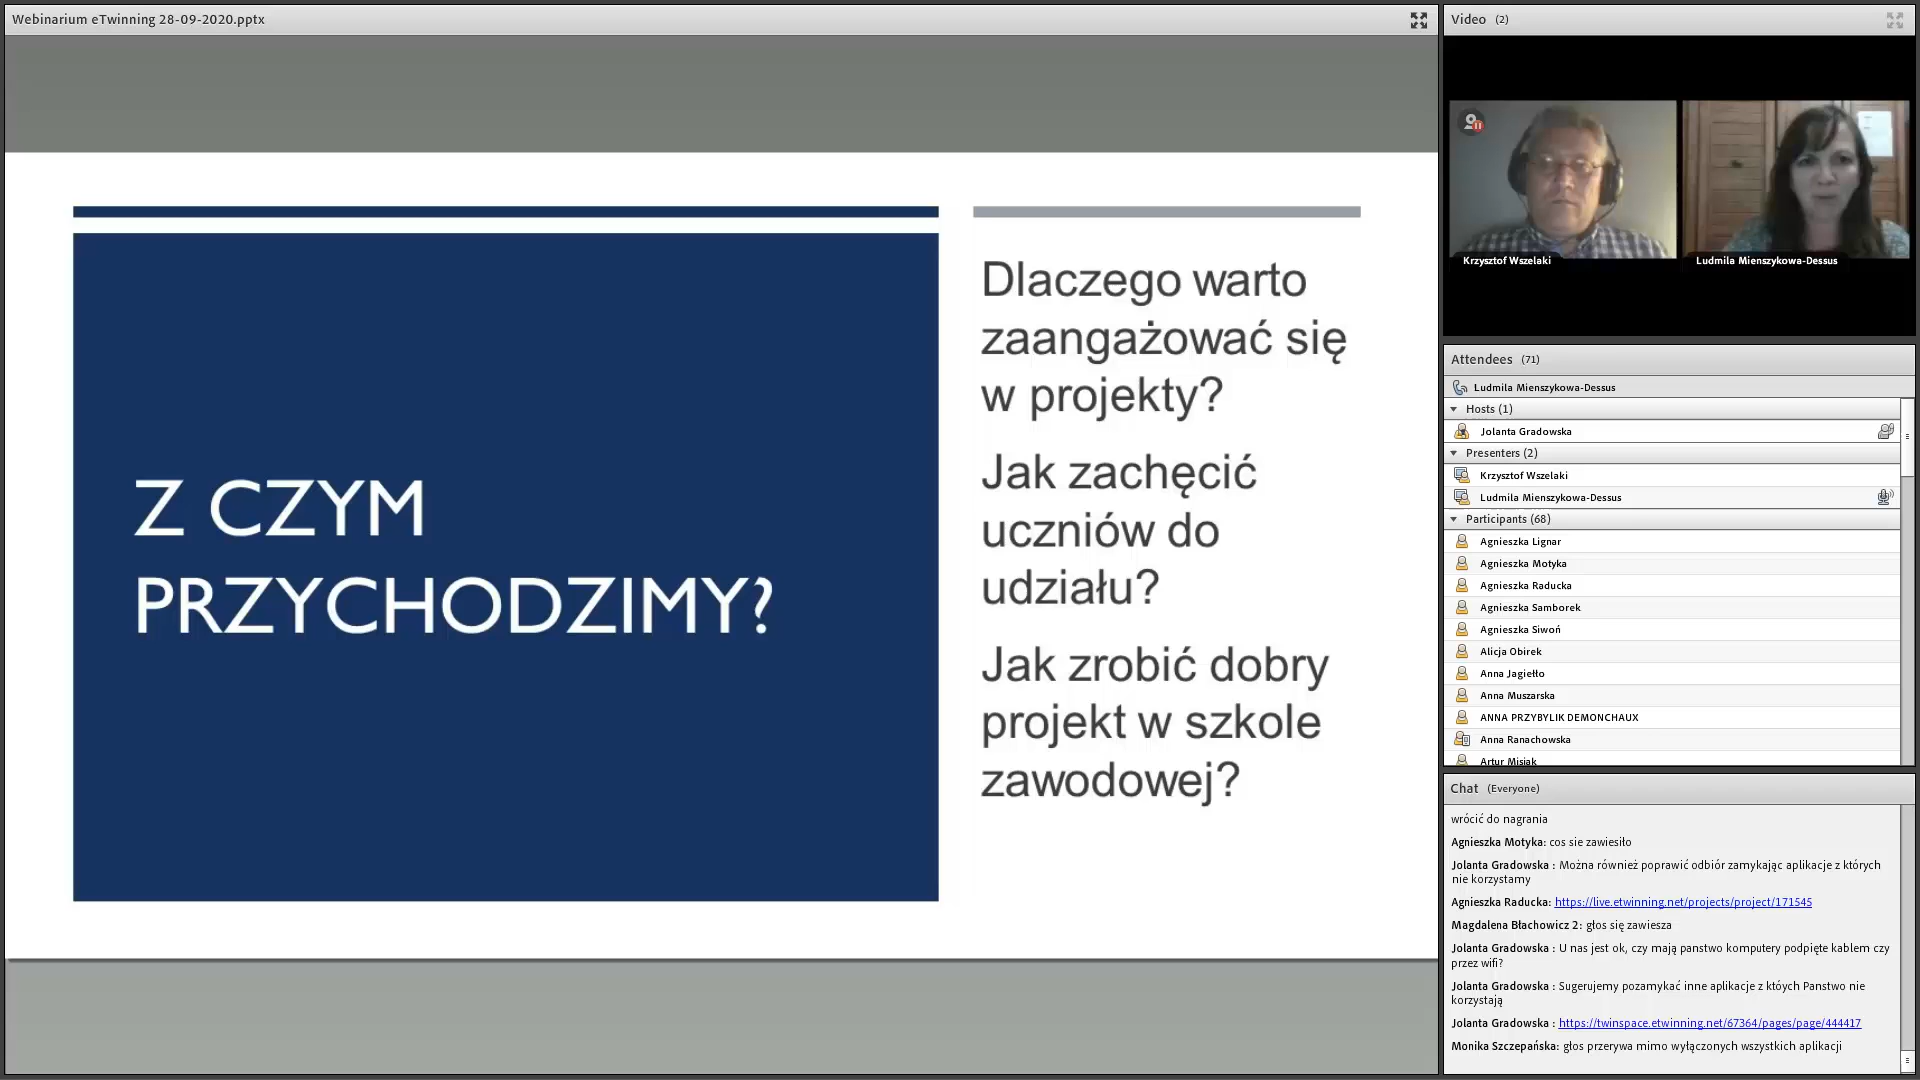 Webinarium eTwinning 28-09-2020.pptx
Z CZYM
PRZYCHODZIMY?
Dlaczego warto
zaangażować się
w projekty?
Jak zachęcić
uczniów do
udziału?
Jak zrobić dobry
projekt w szkole
zawodowej?
Video (2)
Krzysztof Wszelaki
Ludmila Mienszykowa-Dessus
Attendees (71)
Ludmila Mienszykowa-Dessus
Hosts (1)
Jolanta Gradowska
Presenters (2)
Krzysztof Wszelaki
Ludmila Mienszykowa-Dessus
Participants (68)
Agnieszka Lignar
Agnieszka Motyka
Agnieszka Raducka
Agnieszka Samborek
Agnieszka Siwoń
Alicja Obirek
Anna Jagiełło
Anna Muszarska
ANNA PRZYBYLIK DEMONCHAUX
Anna Ranachowska
Artur Misiak
Chat (Everyone)
wrócić do nagrania
Agnieszka Motyka: cos sie zawiesiło
Jolanta Gradowska : Można również poprawić odbiór zamykając aplikacje z których
nie korzystamy
Agnieszka Raducka: https://live.etwinning.net/projects/project/171545
Magdalena Błachowicz 2: głos się zawiesza
Jolanta Gradowska : U nas jest ok, czy mają panstwo komputery podpięte kablem czy
przez wifi?
Jolanta Gradowska : Sugerujemy pozamykać inne aplikacje z któych Panstwo nie
korzystają
Jolanta Gradowska : https://twinspace.etwinning.net/67364/pages/page/444417
Monika Szczepańska: głos przerywa mimo wyłączonych wszystkich aplikacji